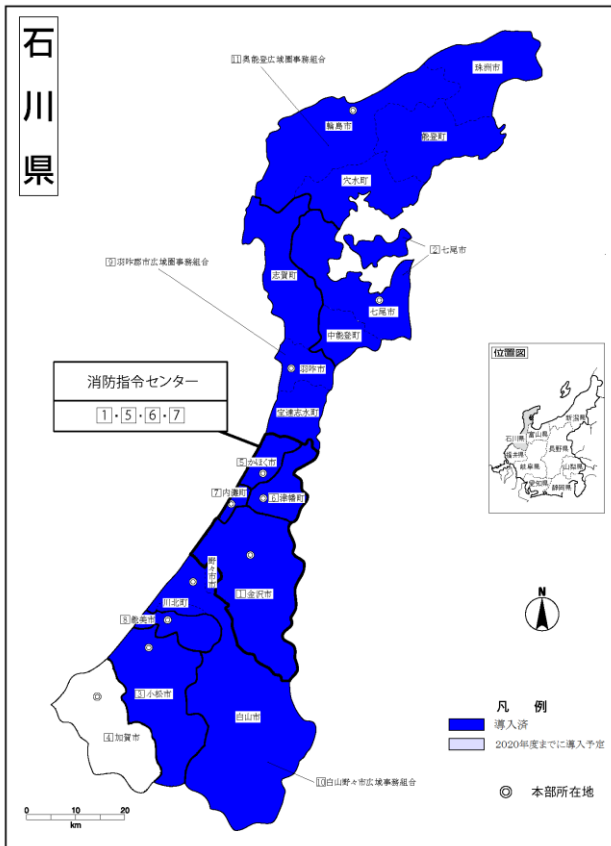 石川県
11奥能登広域圏事務組合
珠洲市
輪島市
能登町
穴水町
2七尾市
9羽咋郡市広域圏事務組合
志賀町
七尾市
中能登町
位置図
新潟県
石川県
富山県
長野県
福井県
岐阜県
山梨県
愛知県
静岡県
羽咋市
消防指令センター
1・5・6・7
宝達志水町
5かほく市
7内灘町
6津幡町
野々市市
1金沢市
川北町
8能美市
3小松市
白山市
4加賀市
10白山野々市広域事務組合
N
凡 例
導入済
2020年度までに導入予定
本部所在地
0 10 20
km